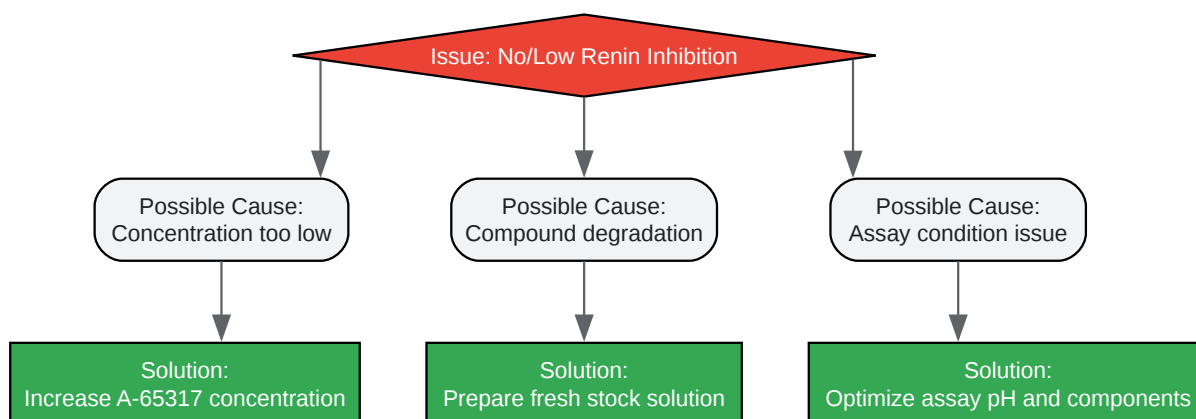 Issue: No/Low Renin Inhibition
Possible Cause:
Concentration too low
Possible Cause:
Compound degradation
Possible Cause:
Assay condition issue
Solution:
Increase A-65317 concentration
Solution:
Prepare fresh stock solution
Solution:
Optimize assay pH and components